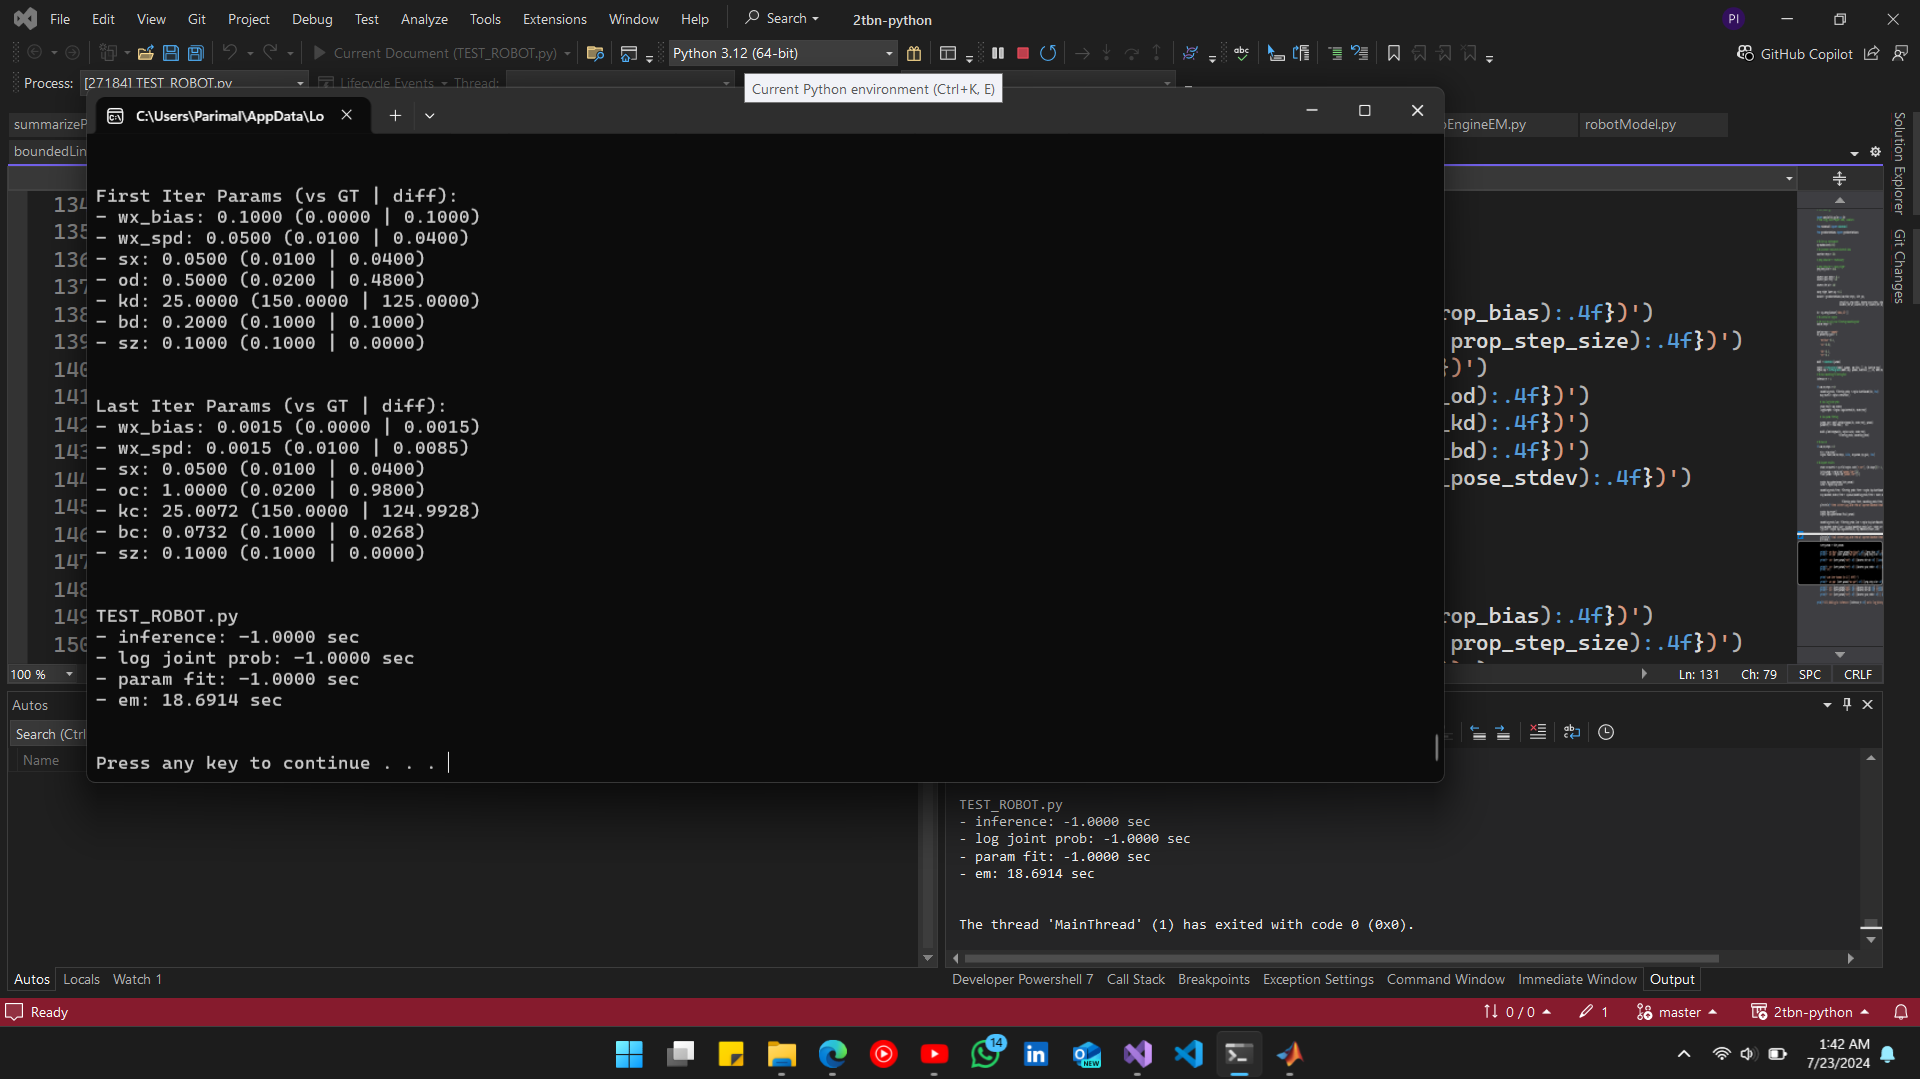 File Edit View Git Project Debug Test Analyze Tools Extensions Window Help Search 2tbn-python PI
Current Document (TEST_ROBOT.py) Python 3.12 (64-bit) GitHub Copilot
Process: [27184] TEST_ROBOT.py Lifecycle Events Thread:
Current Python environment (Ctrl+K, E)
C:\Users\Parimal\AppData\Lo
summarizeP
EngineEM.py robotModel.py
boundedLin
Solution Explorer
Git Changes
First Iter Params (vs GT | diff):
- wx_bias: 0.1000 (0.0000 | 0.1000)
- wx_spd: 0.0500 (0.0100 | 0.0400)
- sx: 0.0500 (0.0100 | 0.0400)
- od: 0.5000 (0.0200 | 0.4800)
- kd: 25.0000 (150.0000 | 125.0000)
- bd: 0.2000 (0.1000 | 0.1000)
- sz: 0.1000 (0.1000 | 0.0000)
Last Iter Params (vs GT | diff):
- wx_bias: 0.0015 (0.0000 | 0.0015)
- wx_spd: 0.0015 (0.0100 | 0.0085)
- sx: 0.0500 (0.0100 | 0.0400)
- oc: 1.0000 (0.0200 | 0.9800)
- kc: 25.0072 (150.0000 | 124.9928)
- bc: 0.0732 (0.1000 | 0.0268)
- sz: 0.1000 (0.1000 | 0.0000)
TEST_ROBOT.py
- inference: -1.0000 sec
- log joint prob: -1.0000 sec
- param fit: -1.0000 sec
- em: 18.6914 sec
Press any key to continue . . .
134
135
136
137
138
139
140
141
142
143
144
145
146
147
148
149
150
rop_bias):.4f})')
prop_step_size):.4f})')
})')
_od):.4f})')
_kd):.4f})')
_bd):.4f})')
_pose_stdev):.4f})')
rop_bias):.4f})')
prop_step_size):.4f})')
100 % Ln: 131 Ch: 79 SPC CRLF
Autos
Search (Ctrl
Name
TEST_ROBOT.py
- inference: -1.0000 sec
- log joint prob: -1.0000 sec
- param fit: -1.0000 sec
- em: 18.6914 sec
The thread 'MainThread' (1) has exited with code 0 (0x0).
Autos Locals Watch 1
Developer Powershell 7 Call Stack Breakpoints Exception Settings Command Window Immediate Window Output
Ready 0 / 0 1 master 2tbn-python
14
NEW
1:42 AM
7/23/2024